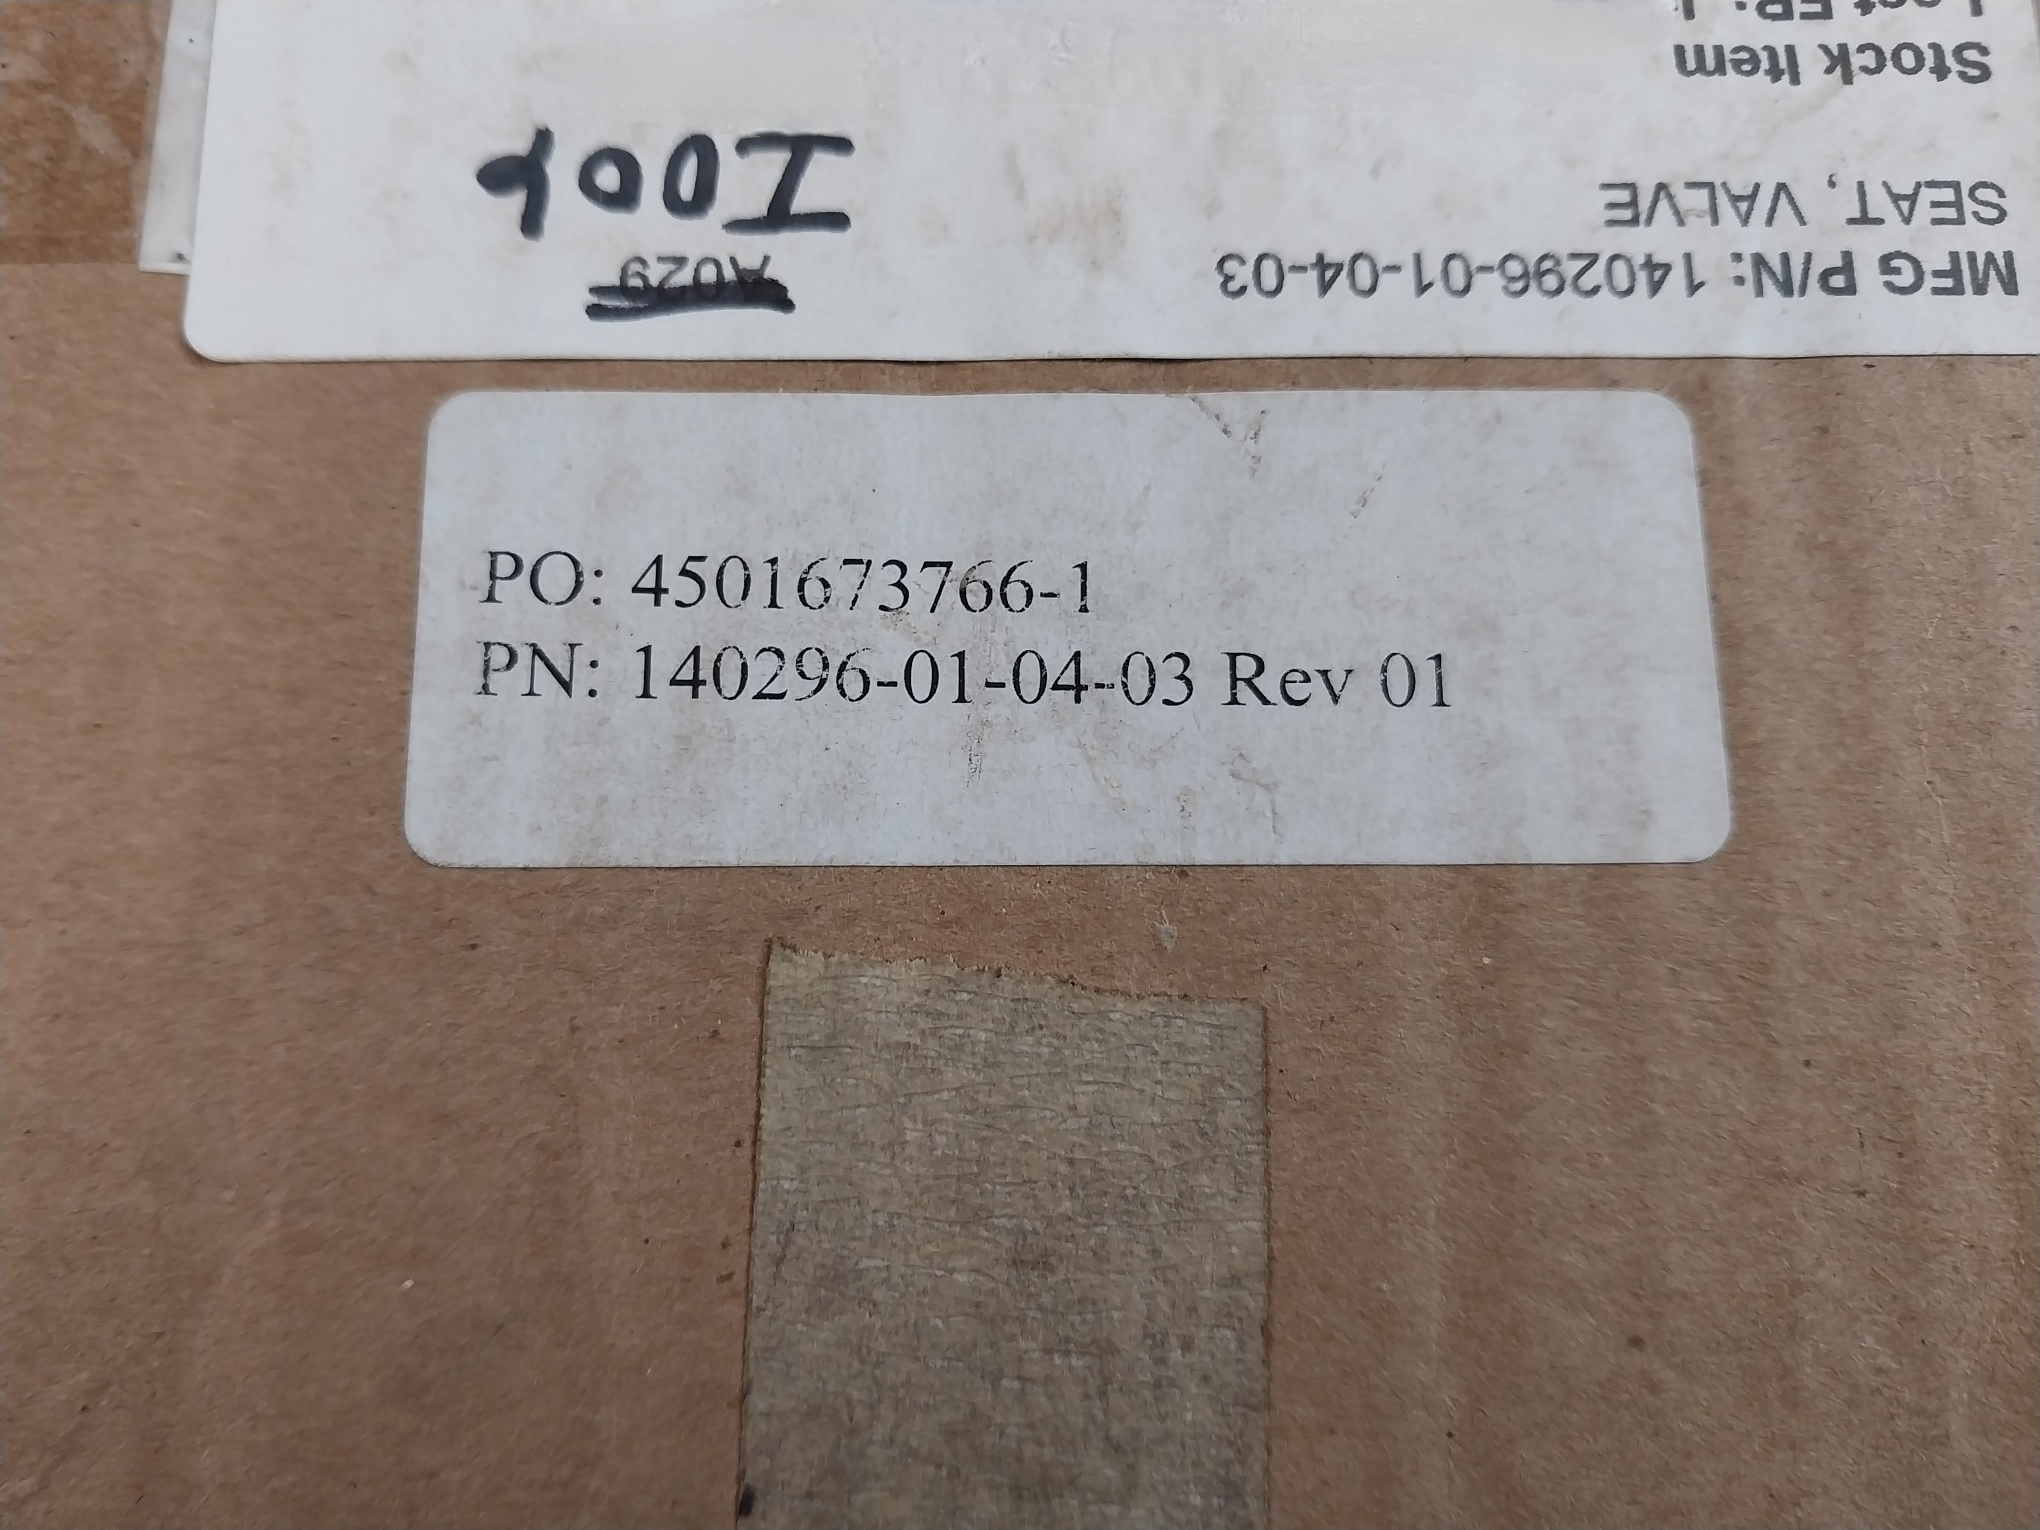 MFG P/N: 140296-01-04-03
A029
SEAT, VALVE
Stock Item
PO: 4501673766-1
PN: 140296-01-04-03 Rev 01